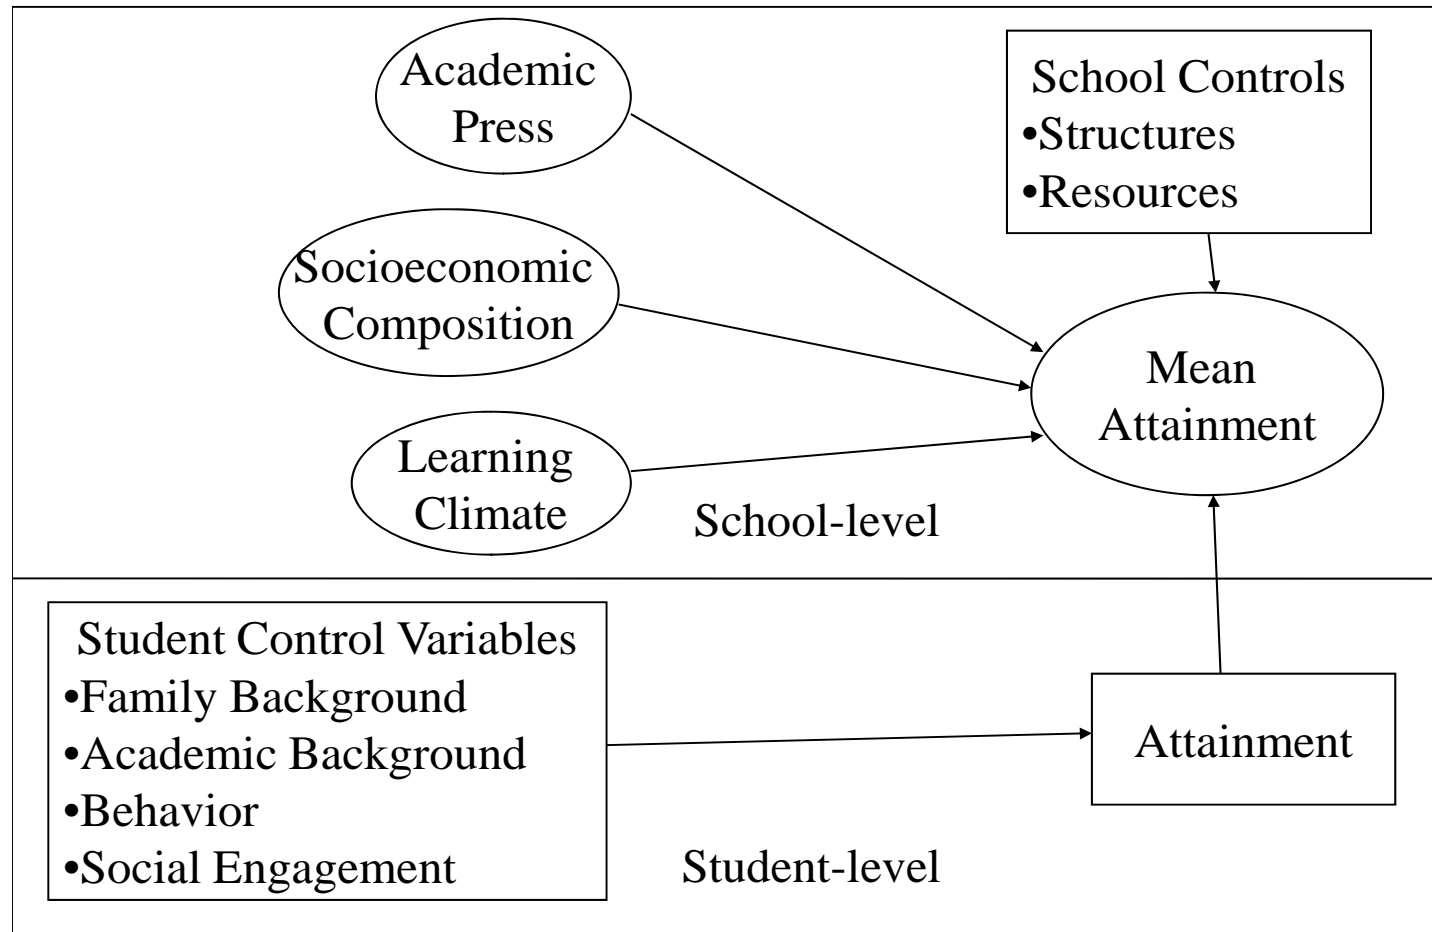 Academic
Press
School Controls
•Structures
•Resources
Socioeconomic
Composition
Mean
Attainment
Learning
Climate
School-level
Student Control Variables
•Family Background
•Academic Background
•Behavior
•Social Engagement
Attainment
Student-level